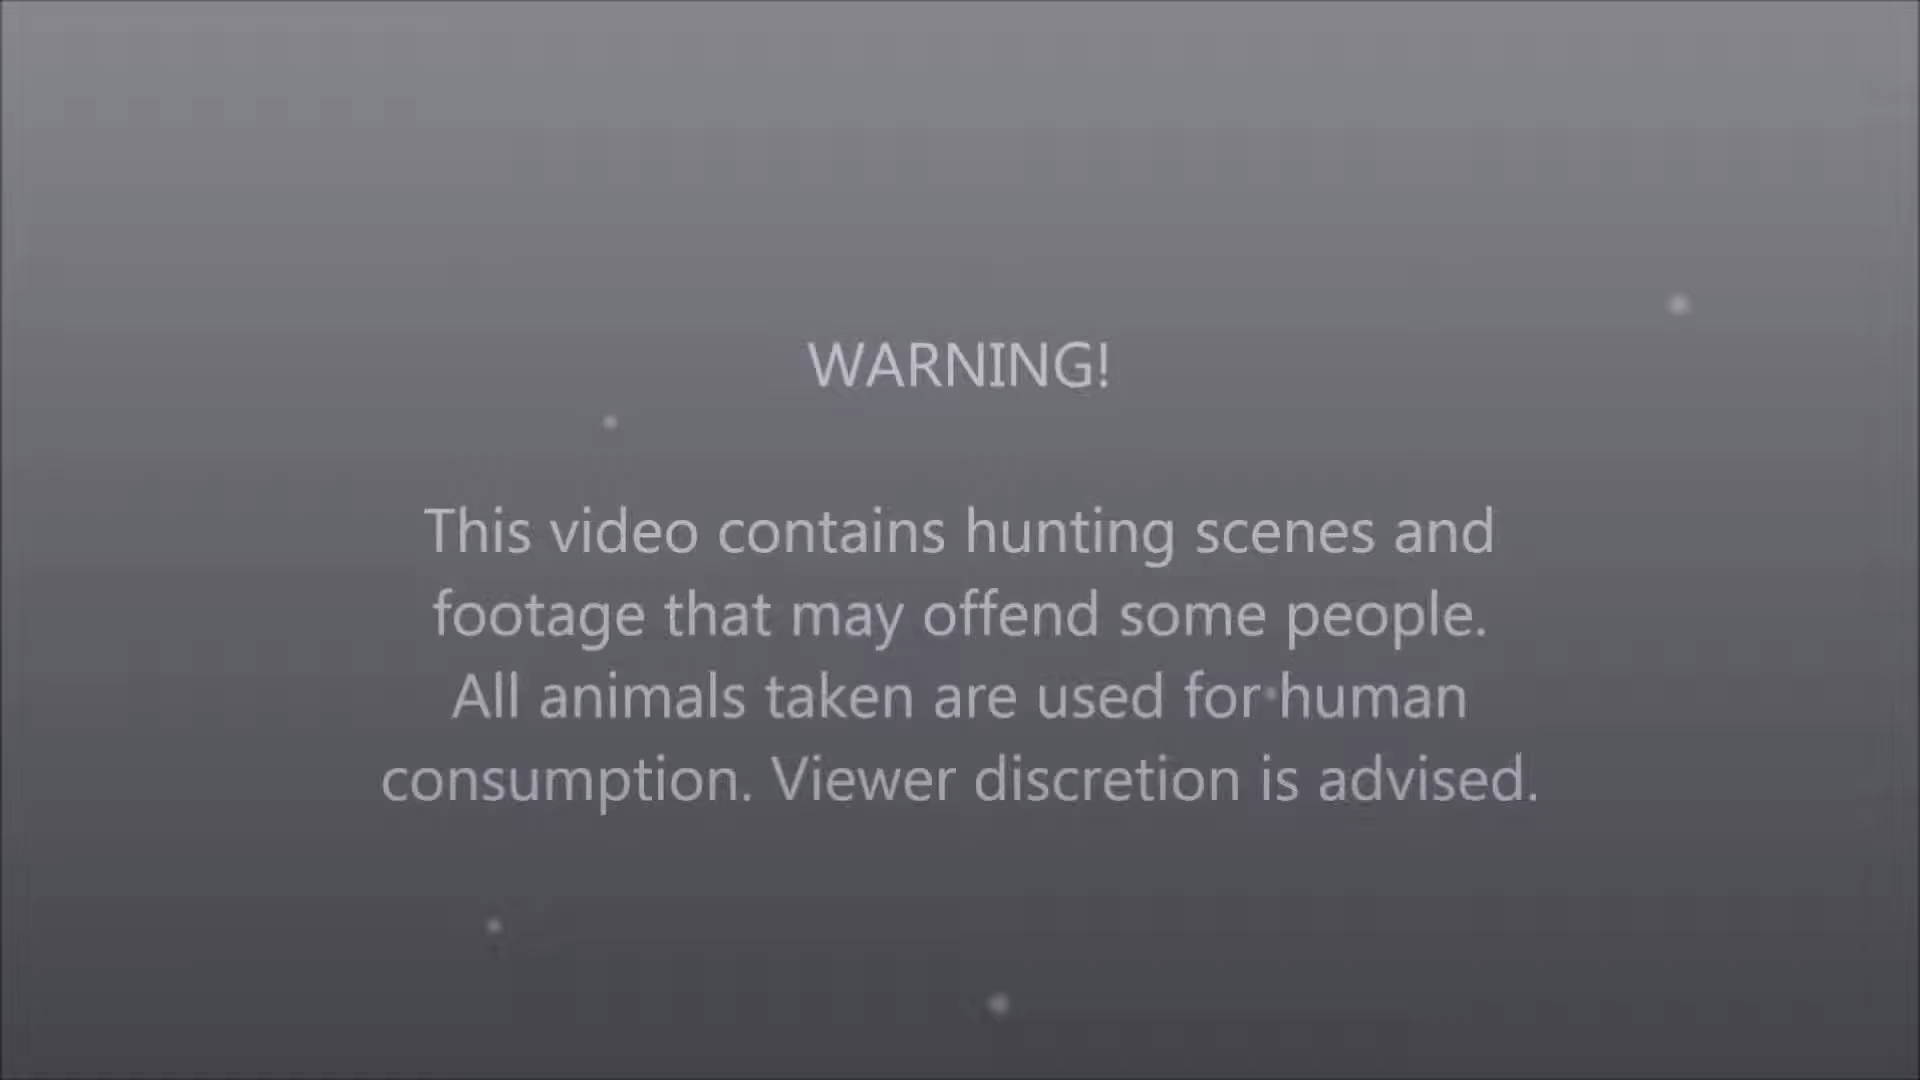 WARNING!
This video contains hunting scenes and
footage that may offend some people.
All animals taken are used for human
consumption. Viewer discretion is advised.